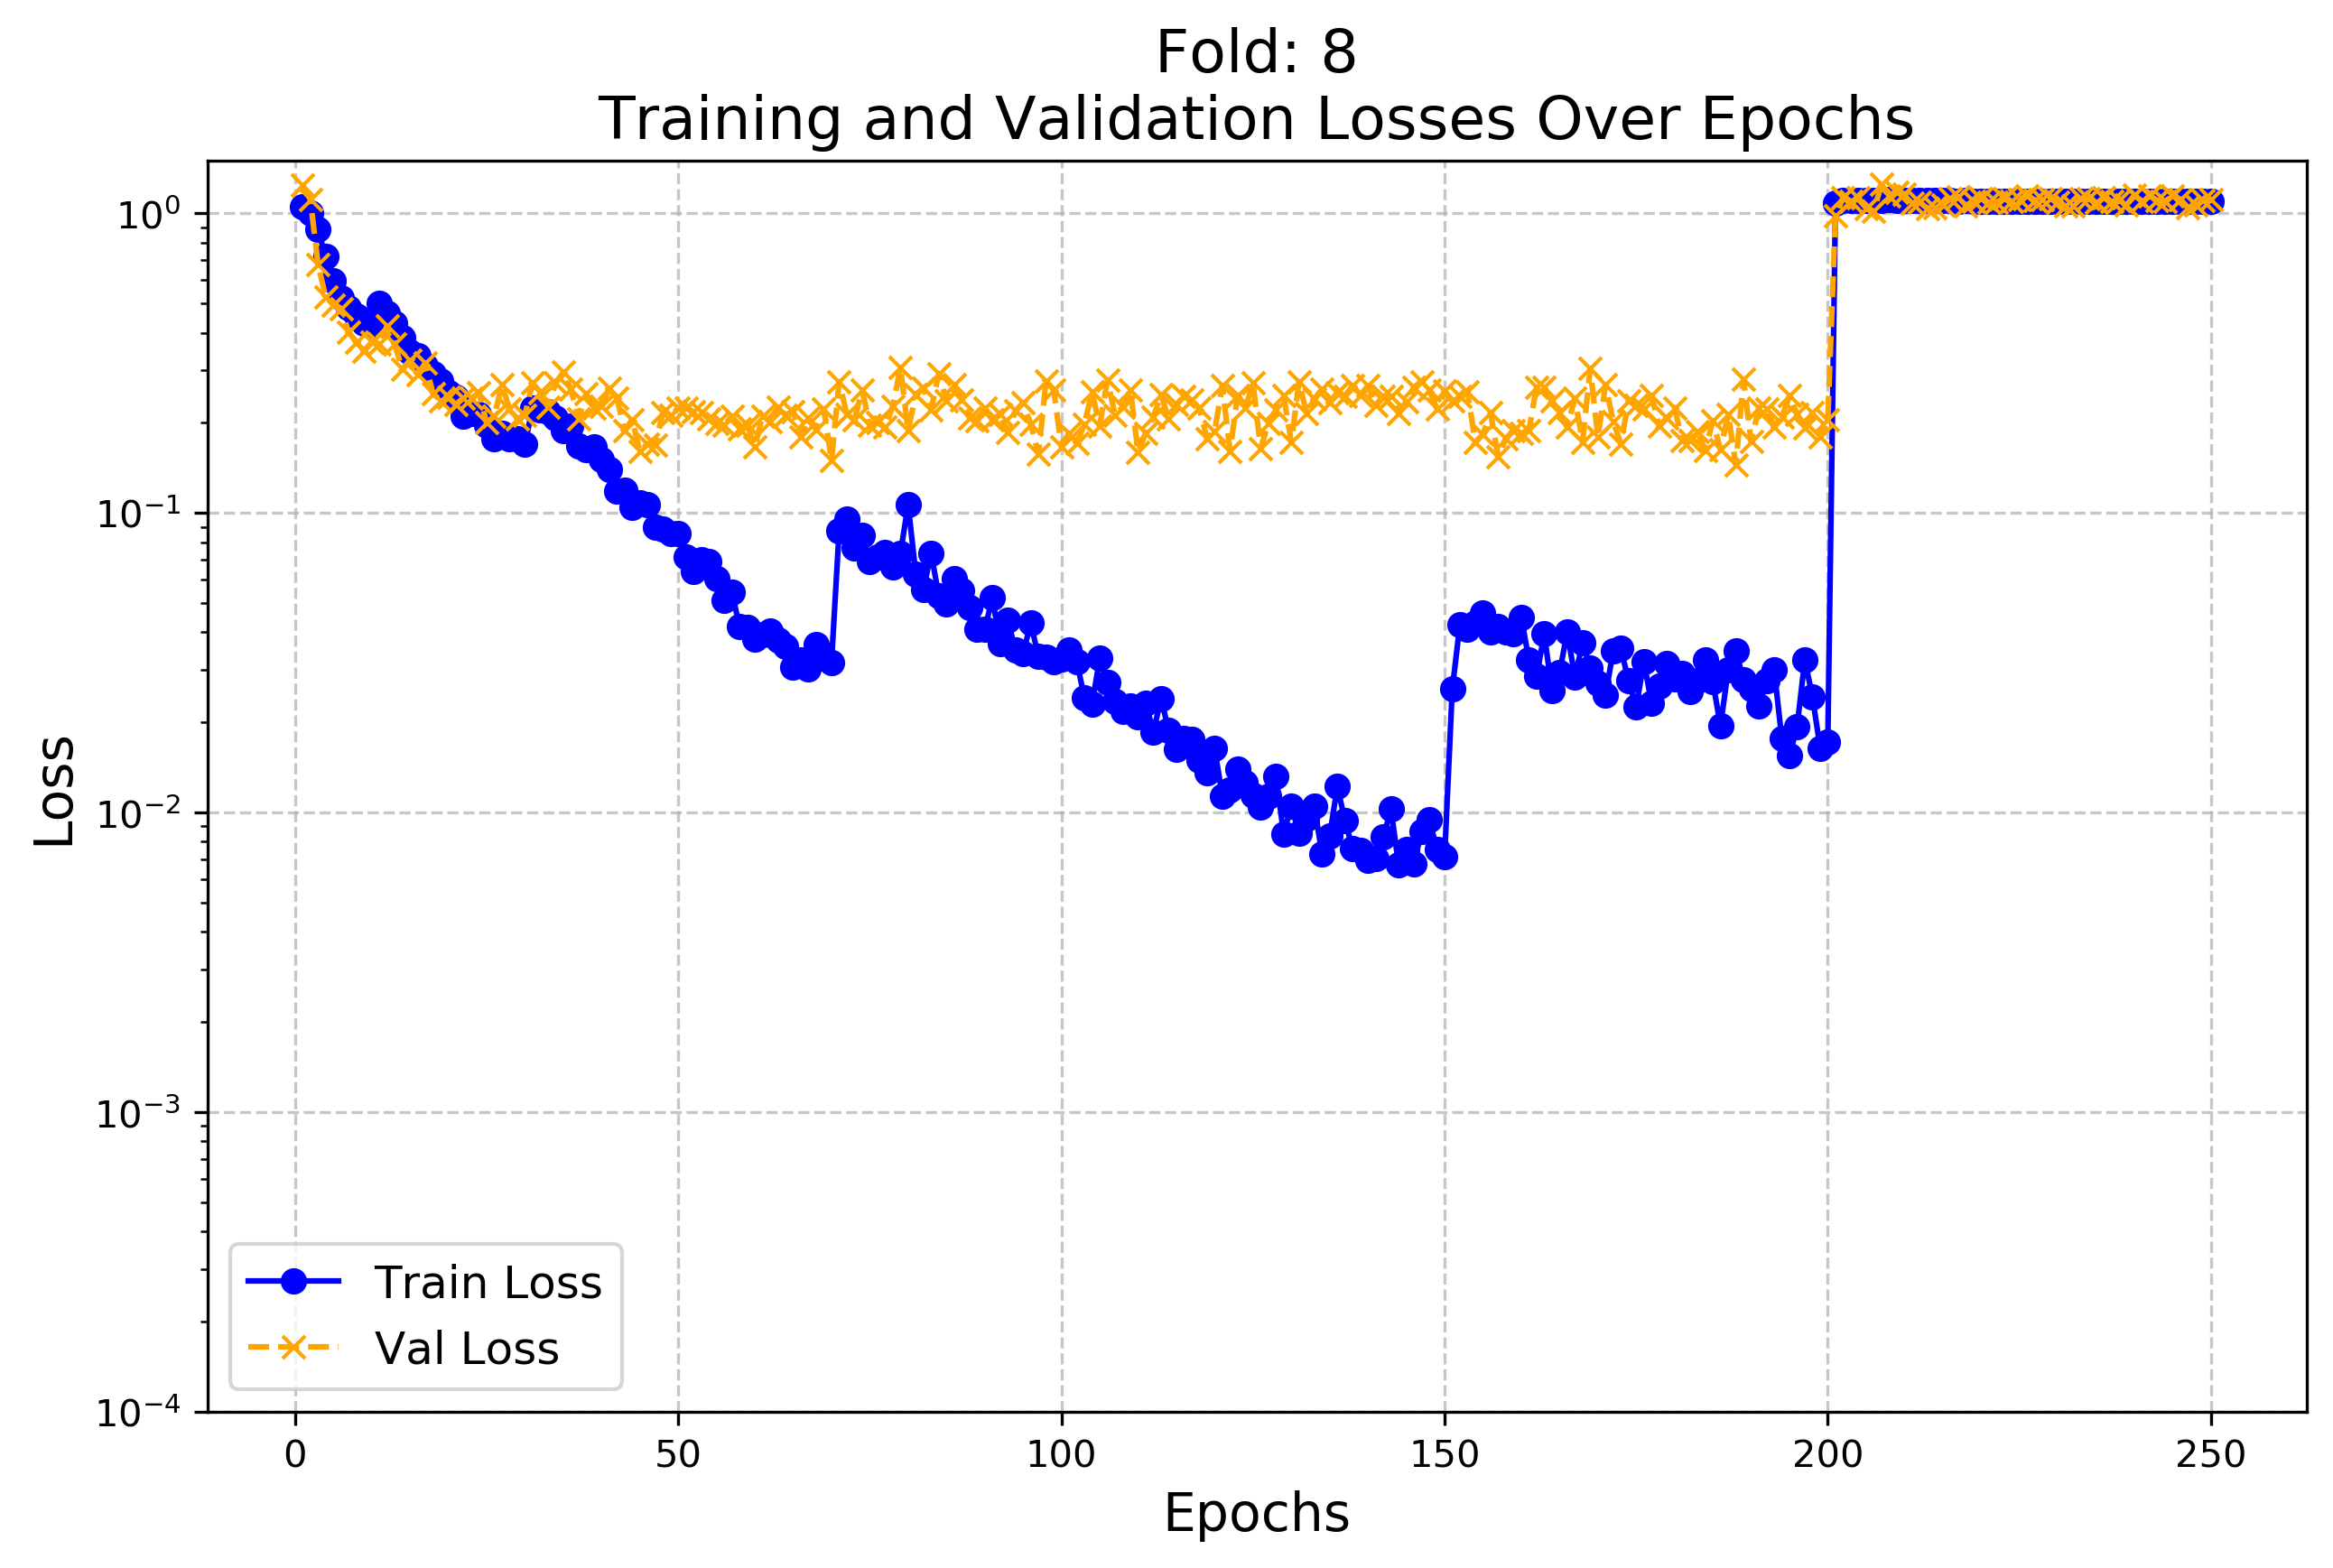 Fold: 8
Training and Validation Losses Over Epochs
Loss
10⁰
10⁻¹
10⁻²
10⁻³
10⁻⁴
Train Loss
Val Loss
0 50 100 150 200 250
Epochs